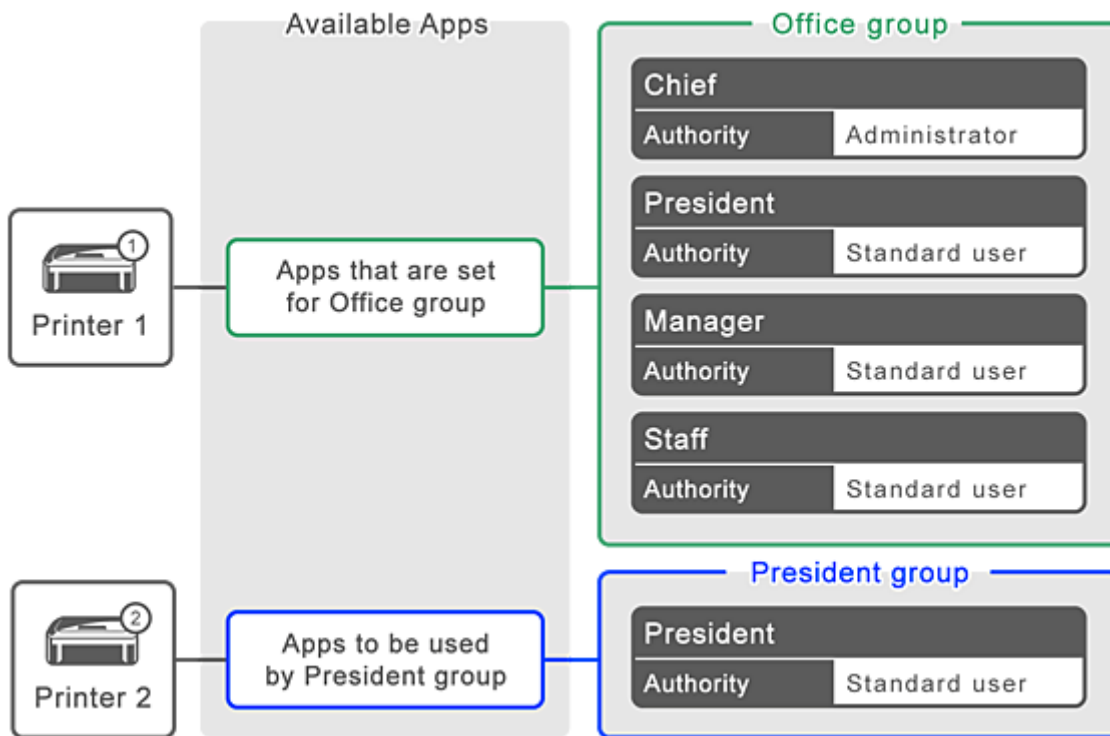 Available Apps
Office group
Chief
Authority Administrator
President
Authority Standard user
1
Printer 1
Apps that are set
for Office group
Manager
Authority Standard user
Staff
Authority Standard user
President group
2
Printer 2
Apps to be used
by President group
President
Authority Standard user